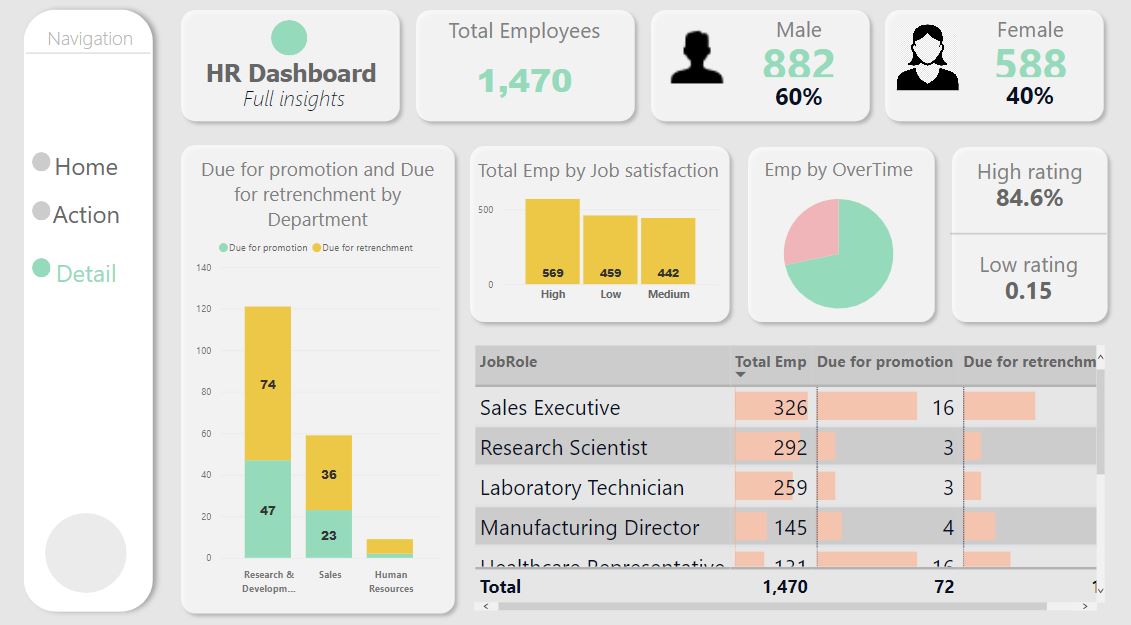 Navigation
Home
Action
Detail
HR Dashboard
Full insights
Total Employees
1,470
Male
882
60%
Female
588
40%
Due for promotion and Due
for retrenchment by
Department
Due for promotion Due for retrenchment
140
120
100
80
60
40
20
0
74
47
36
23
Research &
Developm...
Sales
Human
Resources
Total Emp by Job satisfaction
500
0
569
459
442
High
Low
Medium
Emp by OverTime
High rating
84.6%
Low rating
0.15
JobRole Total Emp Due for promotion Due for retrenchm
Sales Executive 326 16
Research Scientist 292 3
Laboratory Technician 259 3
Manufacturing Director 145 4
Healthcare Representative 131 16
Total 1,470 72 1